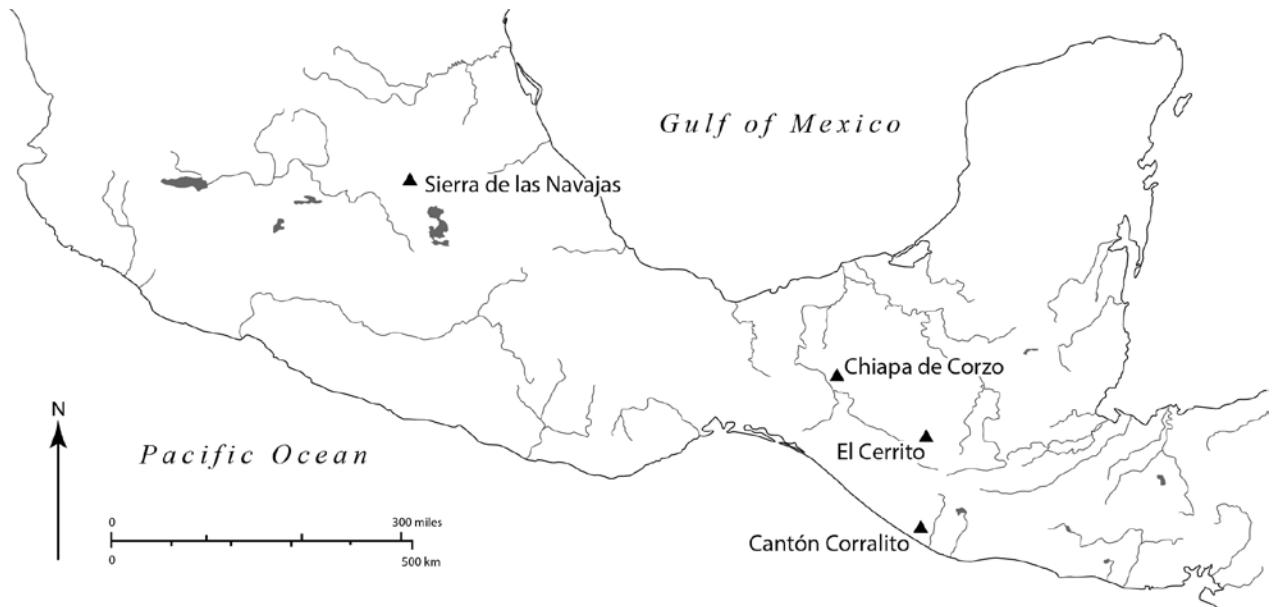 Gulf of Mexico
Sierra de las Navajas
Chiapa de Corzo
N
El Cerrito
Pacific Ocean
0 300 miles
Cantón Corralito
0 500 km